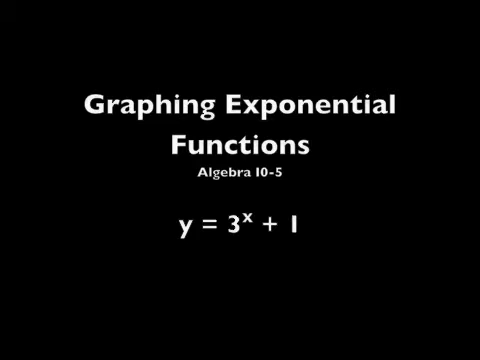 Graphing Exponential
Functions
Algebra 10-5
y = 3ˣ + 1